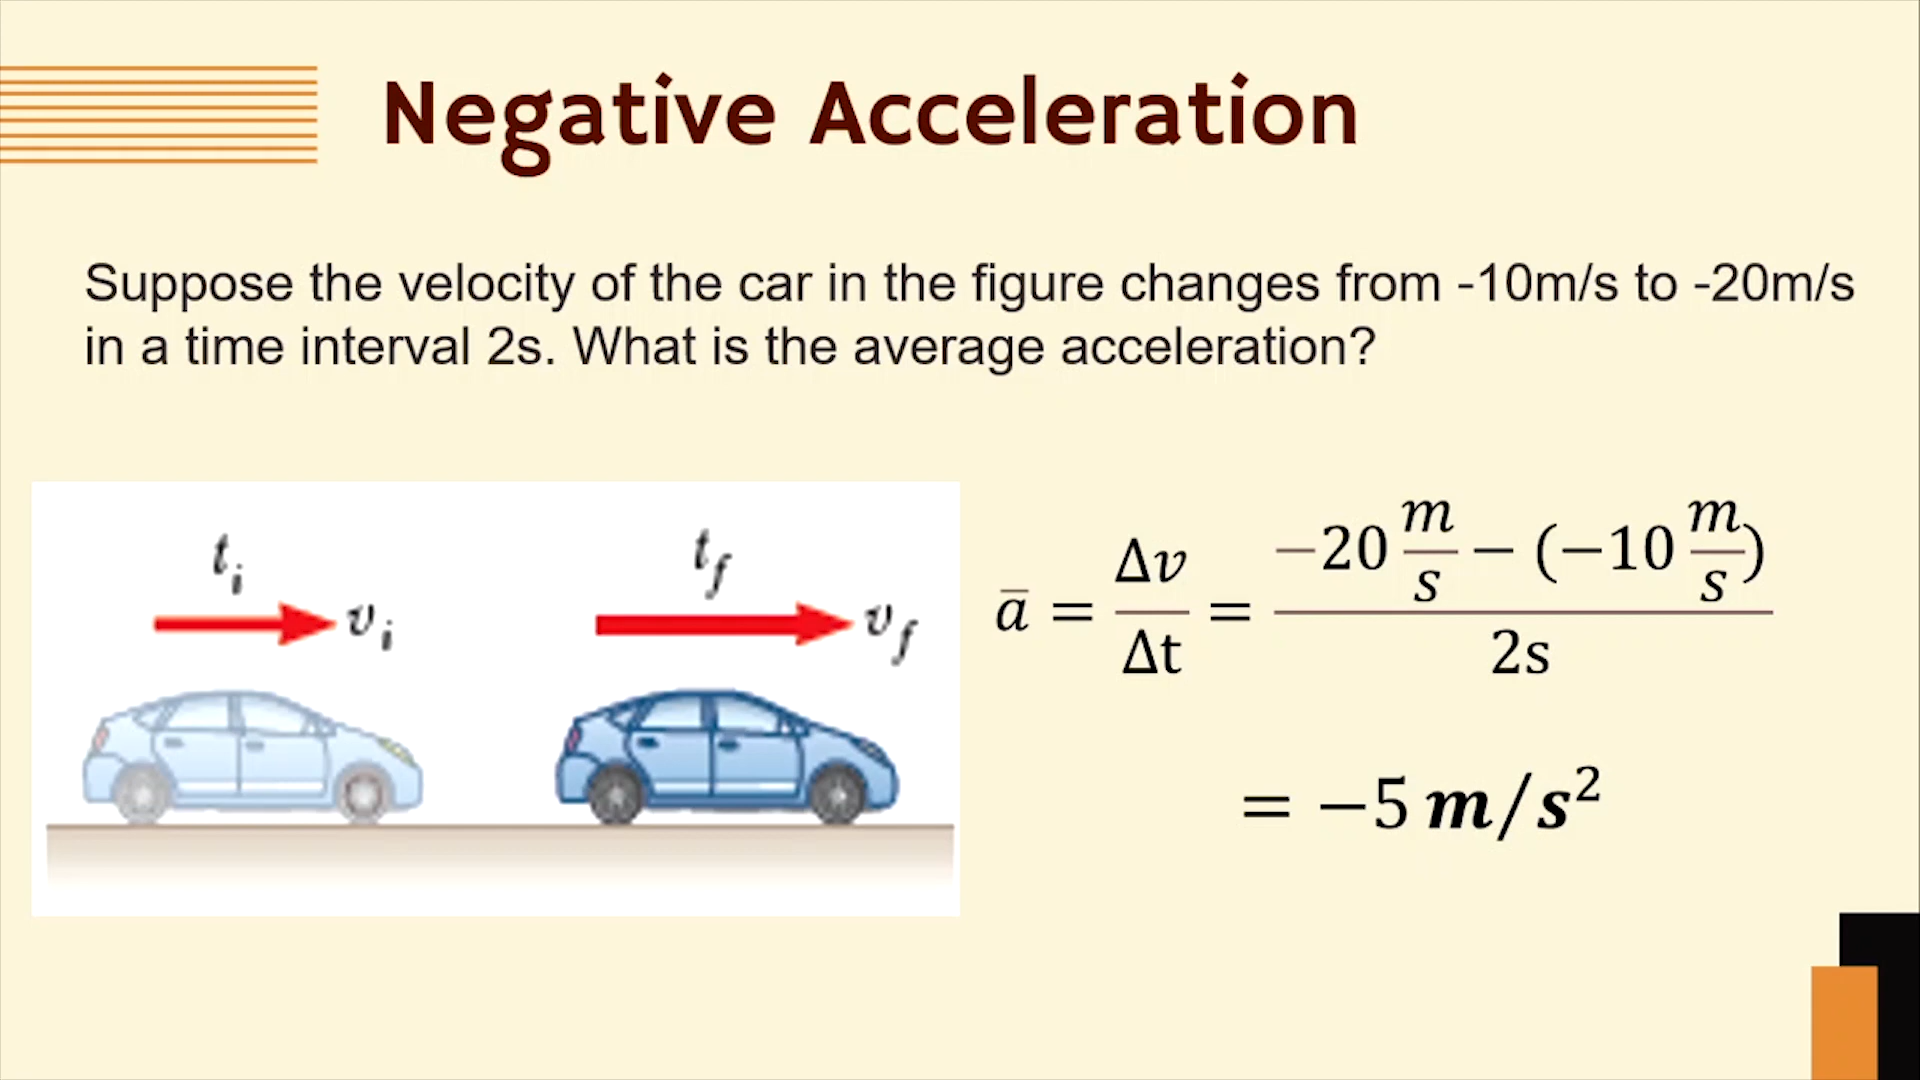 Negative Acceleration
Suppose the velocity of the car in the figure changes from -10m/s to -20m/s
in a time interval 2s. What is the average acceleration?
tᵢ
vᵢ
t_f
v_f
a̅ = Δv/Δt = (−20 m/s − (−10 m/s))/2s
= −5 m/s²